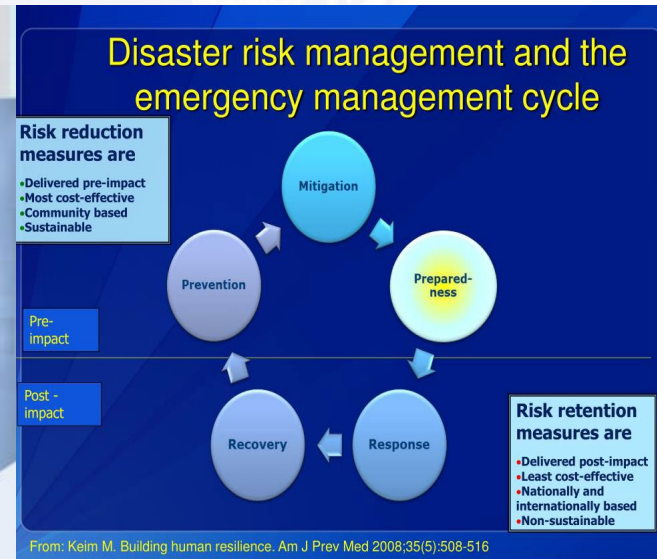 Disaster risk management and the
emergency management cycle
Risk reduction
measures are
•Delivered pre-impact
•Most cost-effective
•Community based
•Sustainable
Mitigation
Prevention
Prepared-
ness
Pre-
impact
Post -
impact
Recovery
Response
Risk retention
measures are
•Delivered post-impact
•Least cost-effective
•Nationally and
internationally based
•Non-sustainable
From: Keim M. Building human resilience. Am J Prev Med 2008;35(5):508-516